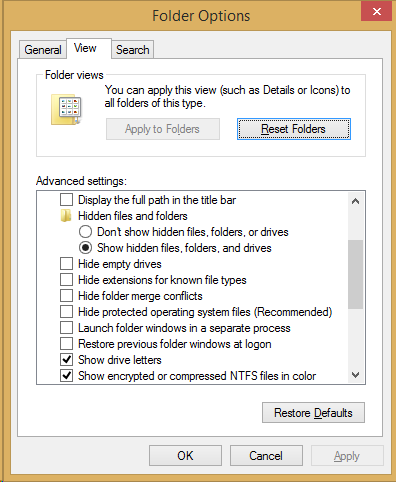 Folder Options
General View Search
Folder views
You can apply this view (such as Details or Icons) to
all folders of this type.
Apply to Folders Reset Folders
Advanced settings:
Display the full path in the title bar
Hidden files and folders
Don't show hidden files, folders, or drives
Show hidden files, folders, and drives
Hide empty drives
Hide extensions for known file types
Hide folder merge conflicts
Hide protected operating system files (Recommended)
Launch folder windows in a separate process
Restore previous folder windows at logon
Show drive letters
Show encrypted or compressed NTFS files in color
Restore Defaults
OK Cancel Apply